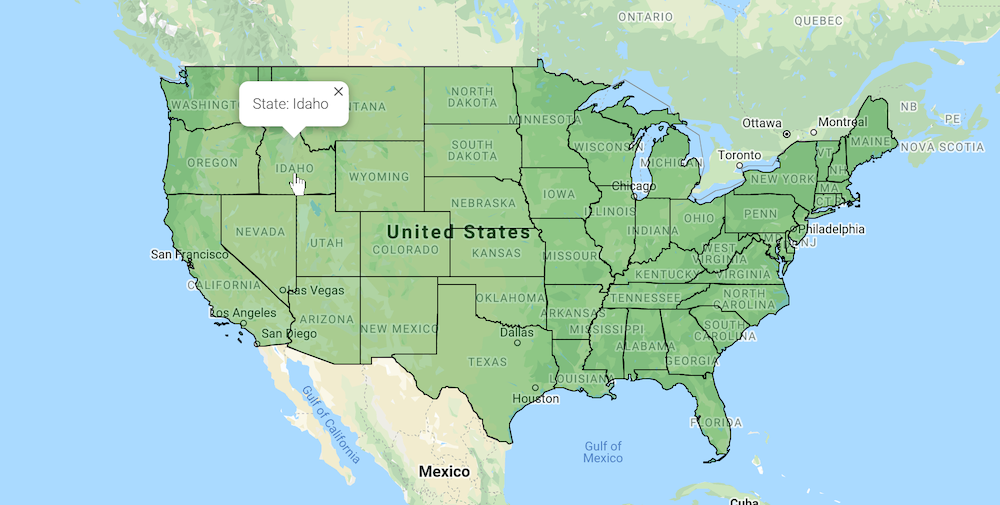 ONTARIO
QUEBEC
WASHINGT
NTANA
State: Idaho
NORTH
DAKOTA
MINNESOTA
NB
PE
NOVA SCOTIA
MAINE
Ottawa
Montreal
Toronto
OREGON
IDAHO
WYOMING
SOUTH
DAKOTA
WISCONSIN
MICHIGAN
VT
NH
NEW YORK
MA
CT
Chicago
IOWA
NEBRASKA
ILLINOIS
INDIANA
OHIO
PENN
Philadelphia
MD
NJ
NEVADA
UTAH
United States
COLORADO
KANSAS
MISSOURI
WEST
VIRGINIA
VIRGINIA
KENTUCKY
San Francisco
CALIFORNIA
Las Vegas
Los Angeles
San Diego
ARIZONA
NEW MEXICO
OKLAHOMA
ARKANSAS
TENNESSEE
NORTH
CAROLINA
SOUTH
CAROLINA
MISSISSIPPI
ALABAMA
GEORGIA
Dallas
TEXAS
LOUISIANA
Houston
FLORIDA
Gulf of California
Gulf of
Mexico
Mexico
Cuba